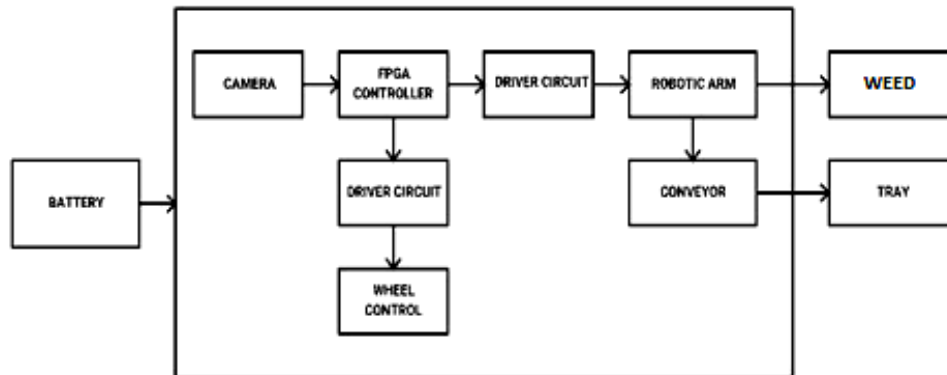 CAMERA
FPGA
CONTROLLER
DRIVER CIRCUIT
ROBOTIC ARM
WEED
BATTERY
DRIVER CIRCUIT
CONVEYOR
TRAY
WHEEL
CONTROL